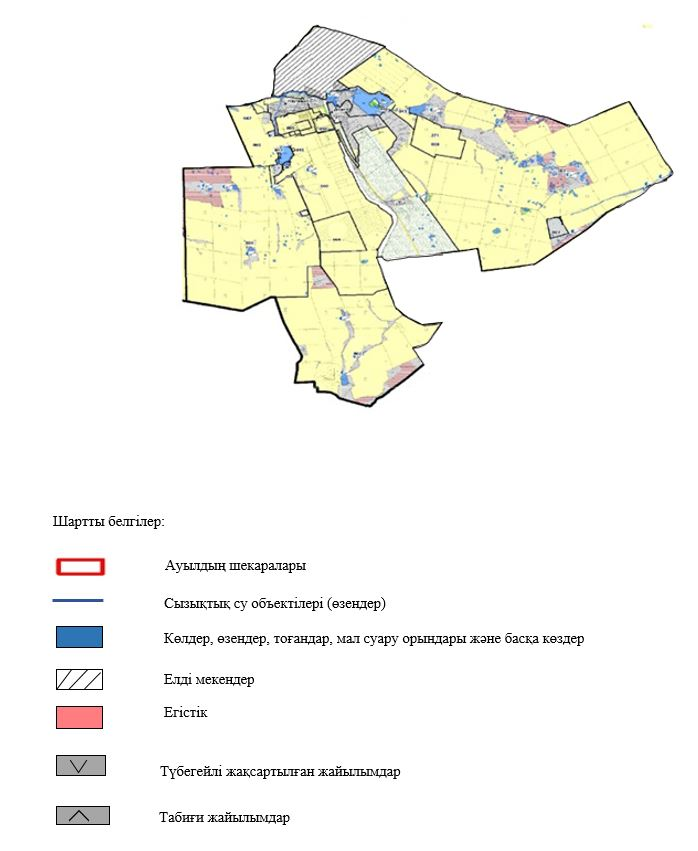 Шартты белгілер:
Ауылдың шекаралары
Сызықтық су объектілері (өзендер)
Көлдер, өзендер, тоғандар, мал суару орындары және басқа көздер
Елді мекендер
Егістік
Түбегейлі жақсартылған жайылымдар
Табиғи жайылымдар